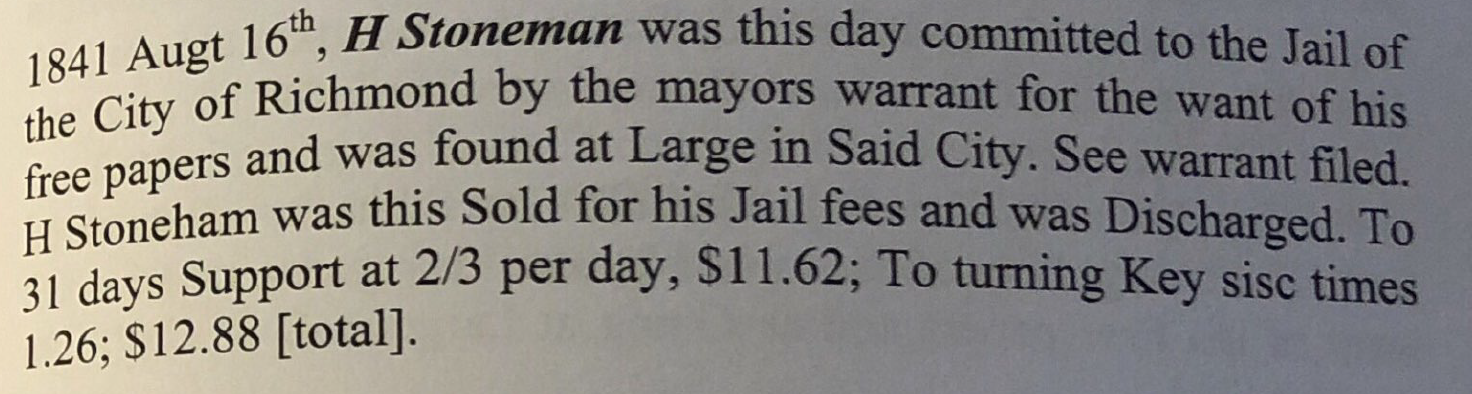 1841 Augt 16th, H Stoneman was this day committed to the Jail of
the City of Richmond by the mayors warrant for the want of his
free papers and was found at Large in Said City. See warrant filed.
H Stoneham was this Sold for his Jail fees and was Discharged. To
31 days Support at 2/3 per day, $11.62; To turning Key sisc times
1.26; $12.88 [total].